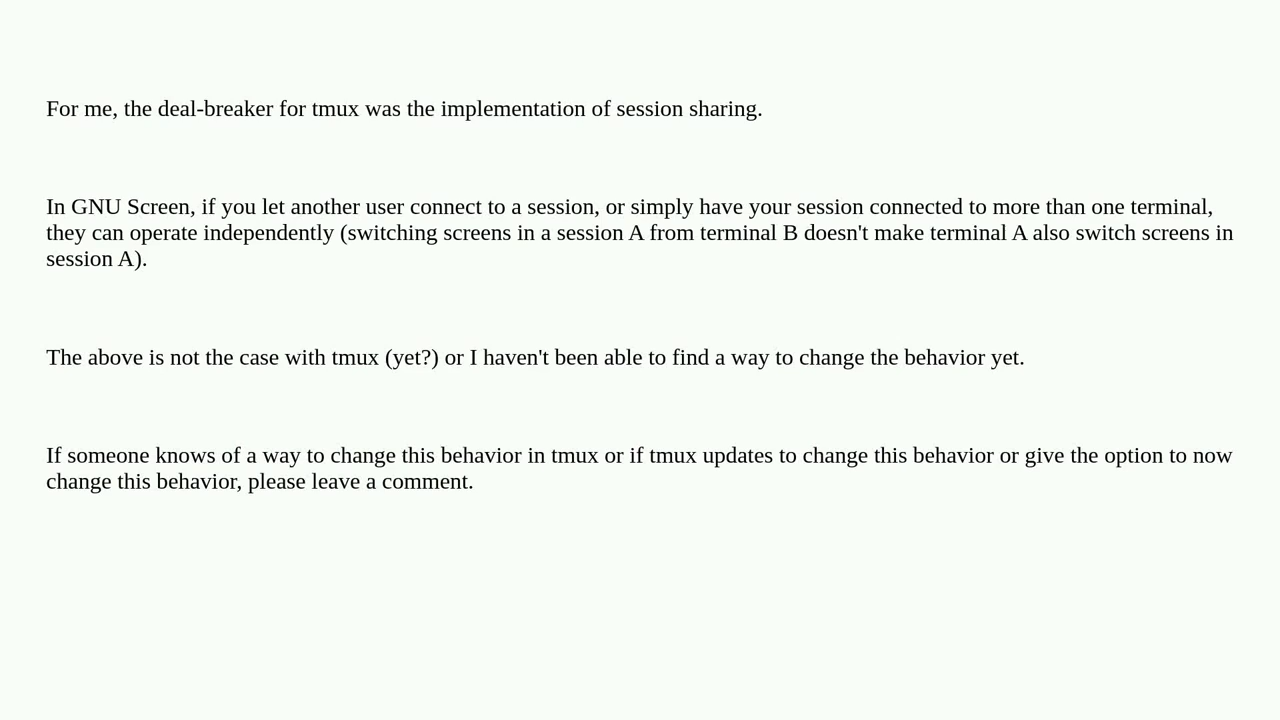 For me, the deal-breaker for tmux was the implementation of session sharing.
In GNU Screen, if you let another user connect to a session, or simply have your session connected to more than one terminal,
they can operate independently (switching screens in a session A from terminal B doesn't make terminal A also switch screens in
session A).
The above is not the case with tmux (yet?) or I haven't been able to find a way to change the behavior yet.
If someone knows of a way to change this behavior in tmux or if tmux updates to change this behavior or give the option to now
change this behavior, please leave a comment.